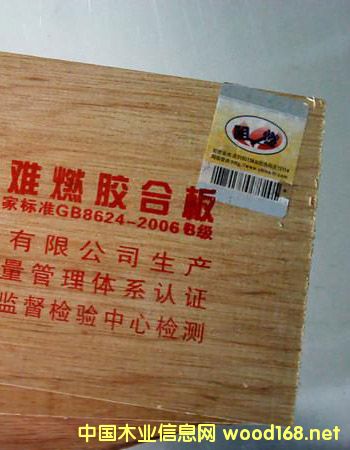 阻燃
难燃胶合板
家标准GB8624-2006 B级
有限公司生产
量管理体系认证
监督检验中心检测
中国木业信息网 wood168.net